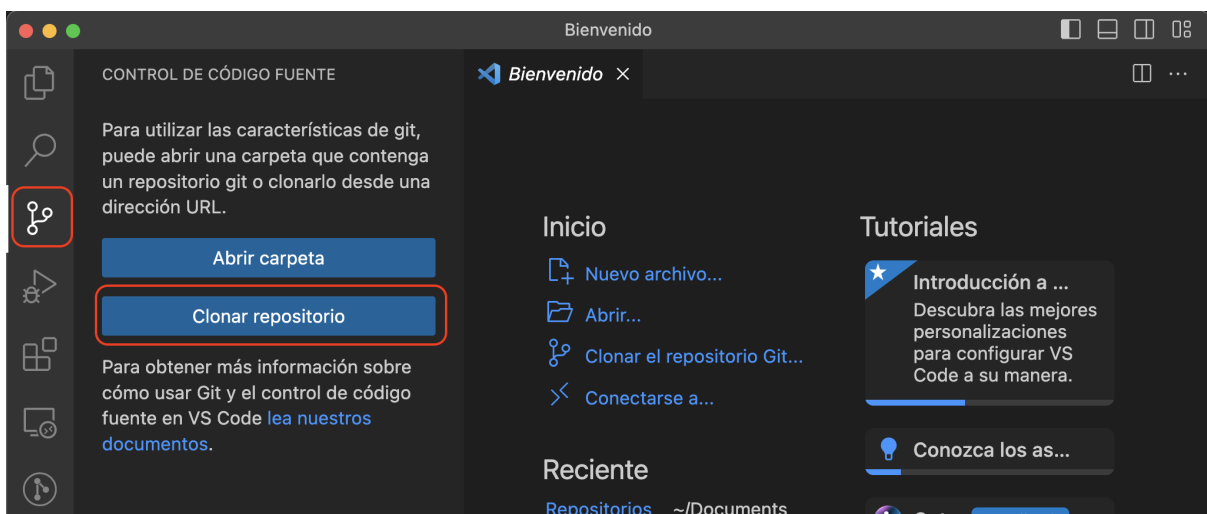 Bienvenido
CONTROL DE CÓDIGO FUENTE
Para utilizar las características de git,
puede abrir una carpeta que contenga
un repositorio git o clonarlo desde una
dirección URL.
Abrir carpeta
Clonar repositorio
Para obtener más información sobre
cómo usar Git y el control de código
fuente en VS Code lea nuestros
documentos.
Bienvenido
Inicio
Nuevo archivo...
Abrir...
Clonar el repositorio Git...
Conectarse a...
Reciente
Repositorios ~/Documents
Tutoriales
Introducción a ...
Descubra las mejores
personalizaciones
para configurar VS
Code a su manera.
Conozca los as...